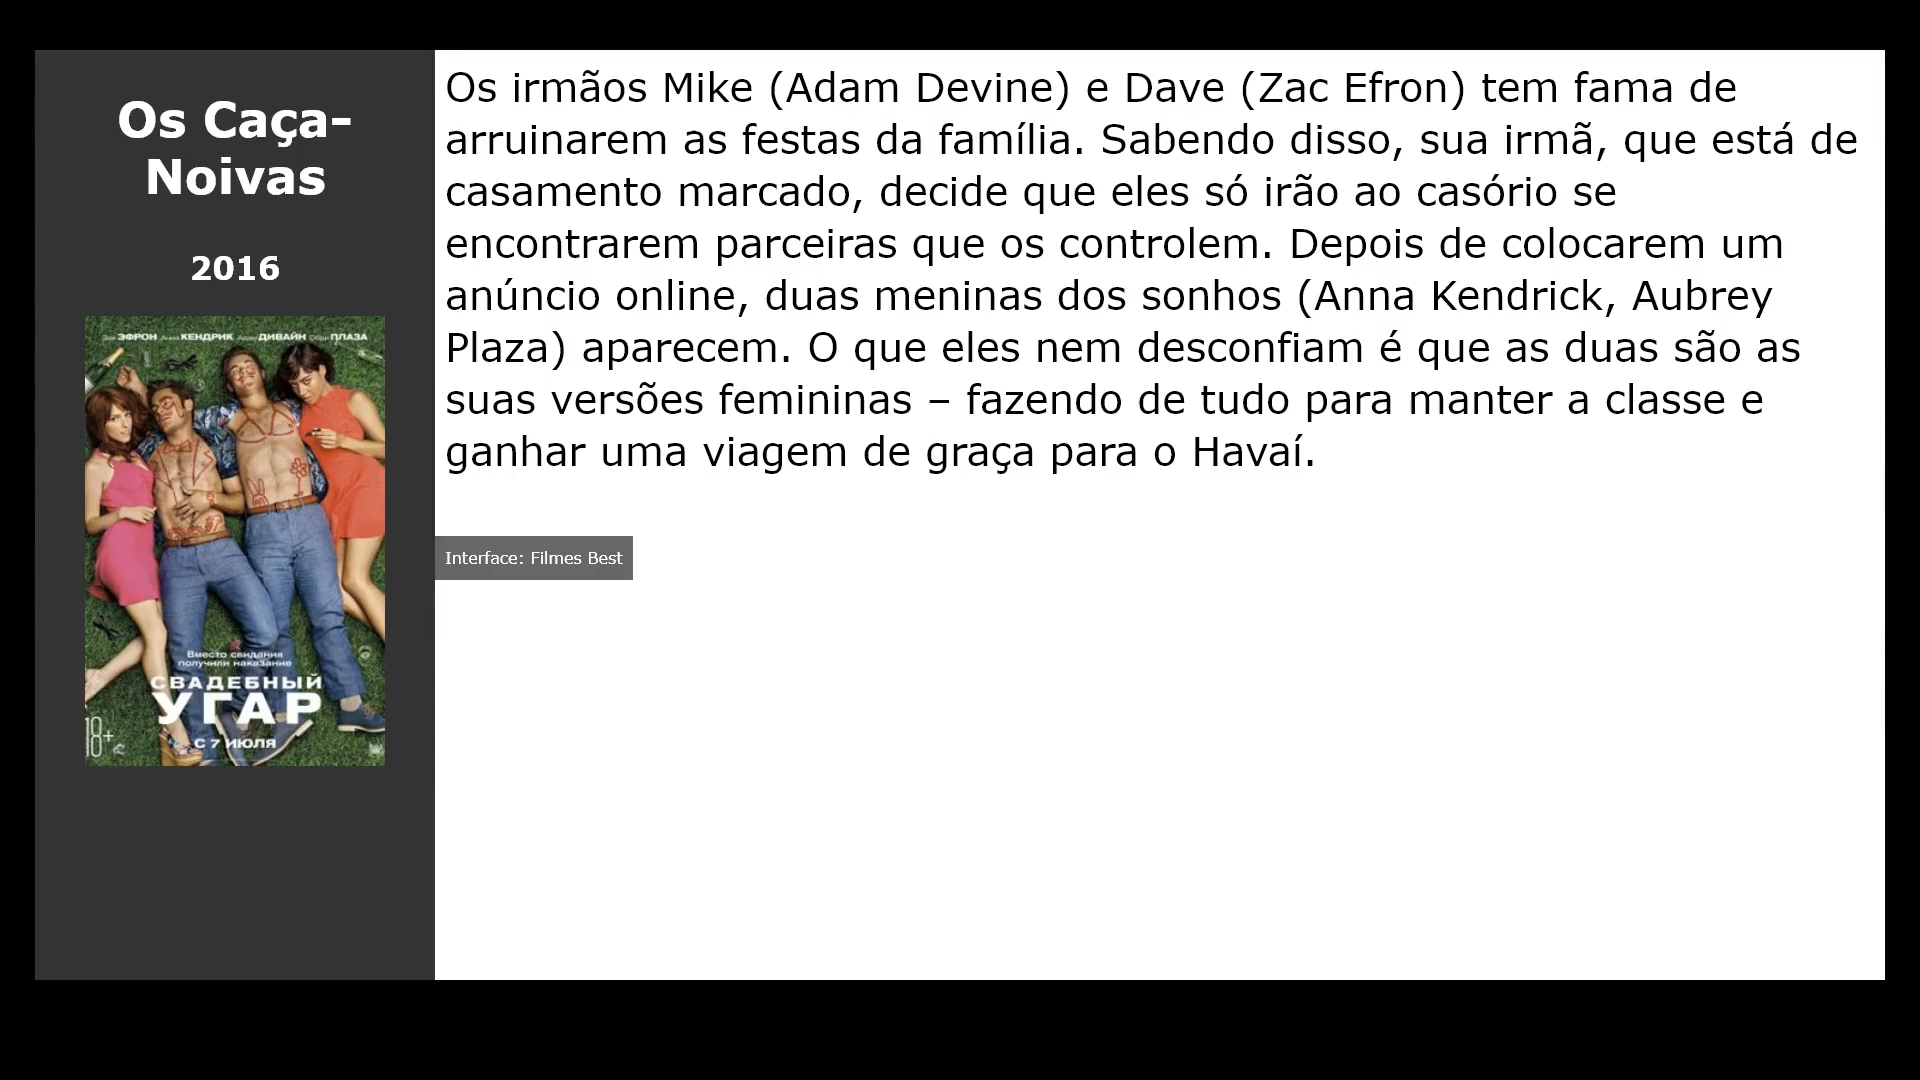 Os Caça-
Noivas
2016
ЭФРОН КЕНДРИК ДИВАЙН ПЛАЗА
Вместо свидания
получили наказание
СВАДЕБНЫЙ
УГАР
С 7 ИЮЛЯ
18+
Os irmãos Mike (Adam Devine) e Dave (Zac Efron) tem fama de
arruinarem as festas da família. Sabendo disso, sua irmã, que está de
casamento marcado, decide que eles só irão ao casório se
encontrarem parceiras que os controlem. Depois de colocarem um
anúncio online, duas meninas dos sonhos (Anna Kendrick, Aubrey
Plaza) aparecem. O que eles nem desconfiam é que as duas são as
suas versões femininas – fazendo de tudo para manter a classe e
ganhar uma viagem de graça para o Havaí.
Interface: Filmes Best